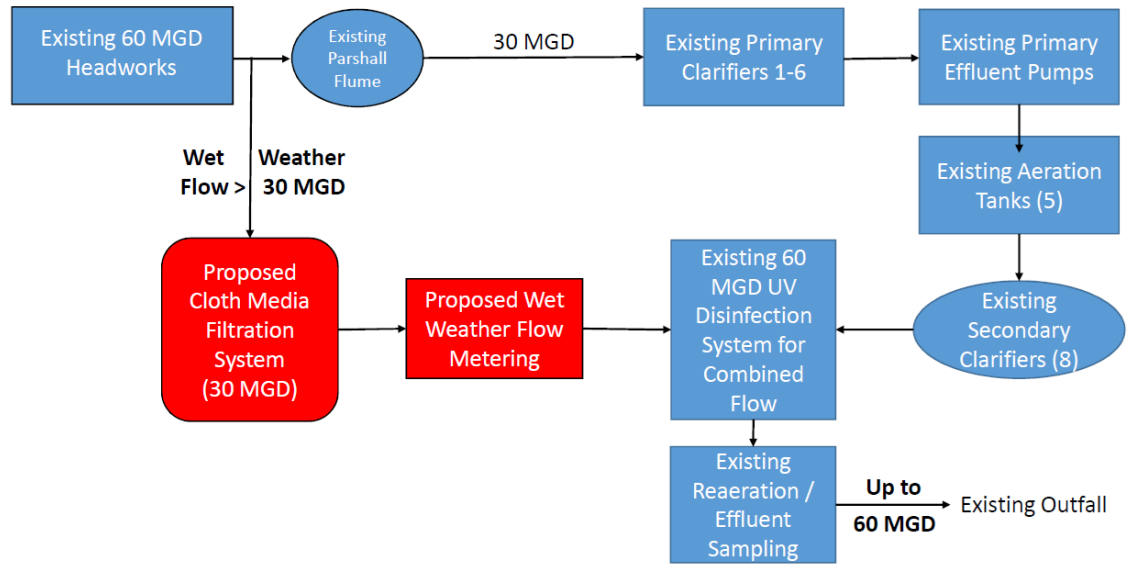 Existing 60 MGD
Headworks
Existing
Parshall
Flume
30 MGD
Existing Primary
Clarifiers 1-6
Existing Primary
Effluent Pumps
Wet Weather
Flow > 30 MGD
Existing Aeration
Tanks (5)
Proposed
Cloth Media
Filtration
System
(30 MGD)
Proposed Wet
Weather Flow
Metering
Existing 60
MGD UV
Disinfection
System for
Combined
Flow
Existing
Secondary
Clarifiers (8)
Existing
Reaeration /
Effluent
Sampling
Up to
60 MGD
Existing Outfall